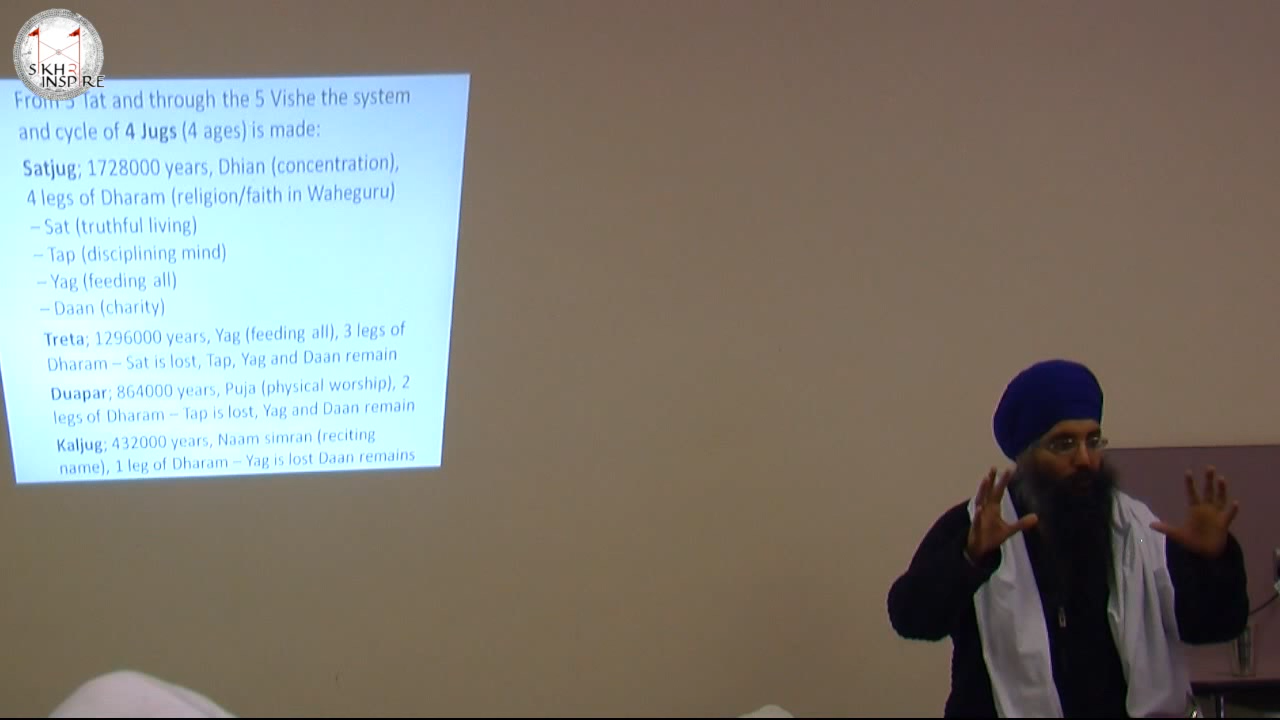 SIKH
INSPIRE
From 5 Tat and through the 5 Vishe the system
and cycle of 4 Jugs (4 ages) is made:
Satjug; 1728000 years, Dhian (concentration),
4 legs of Dharam (religion/faith in Waheguru)
– Sat (truthful living)
– Tap (disciplining mind)
– Yag (feeding all)
– Daan (charity)
Treta; 1296000 years, Yag (feeding all), 3 legs of
Dharam – Sat is lost, Tap, Yag and Daan remain
Duapar; 864000 years, Puja (physical worship), 2
legs of Dharam – Tap is lost, Yag and Daan remain
Kaljug; 432000 years, Naam simran (reciting
name), 1 leg of Dharam – Yag is lost Daan remains